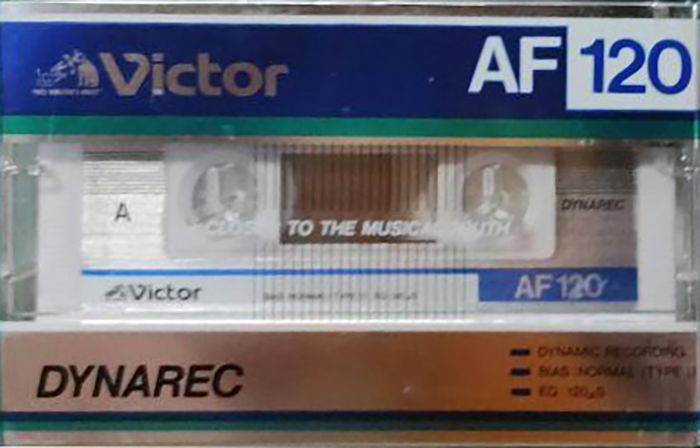 Victor
AF 120
A
DYNAREC
CLOSER TO THE MUSICAL TRUTH
Victor
AF 120
DYNAREC
DYNAMIC RECORDING
BIAS : NORMAL (TYPE I)
EQ : 120μS